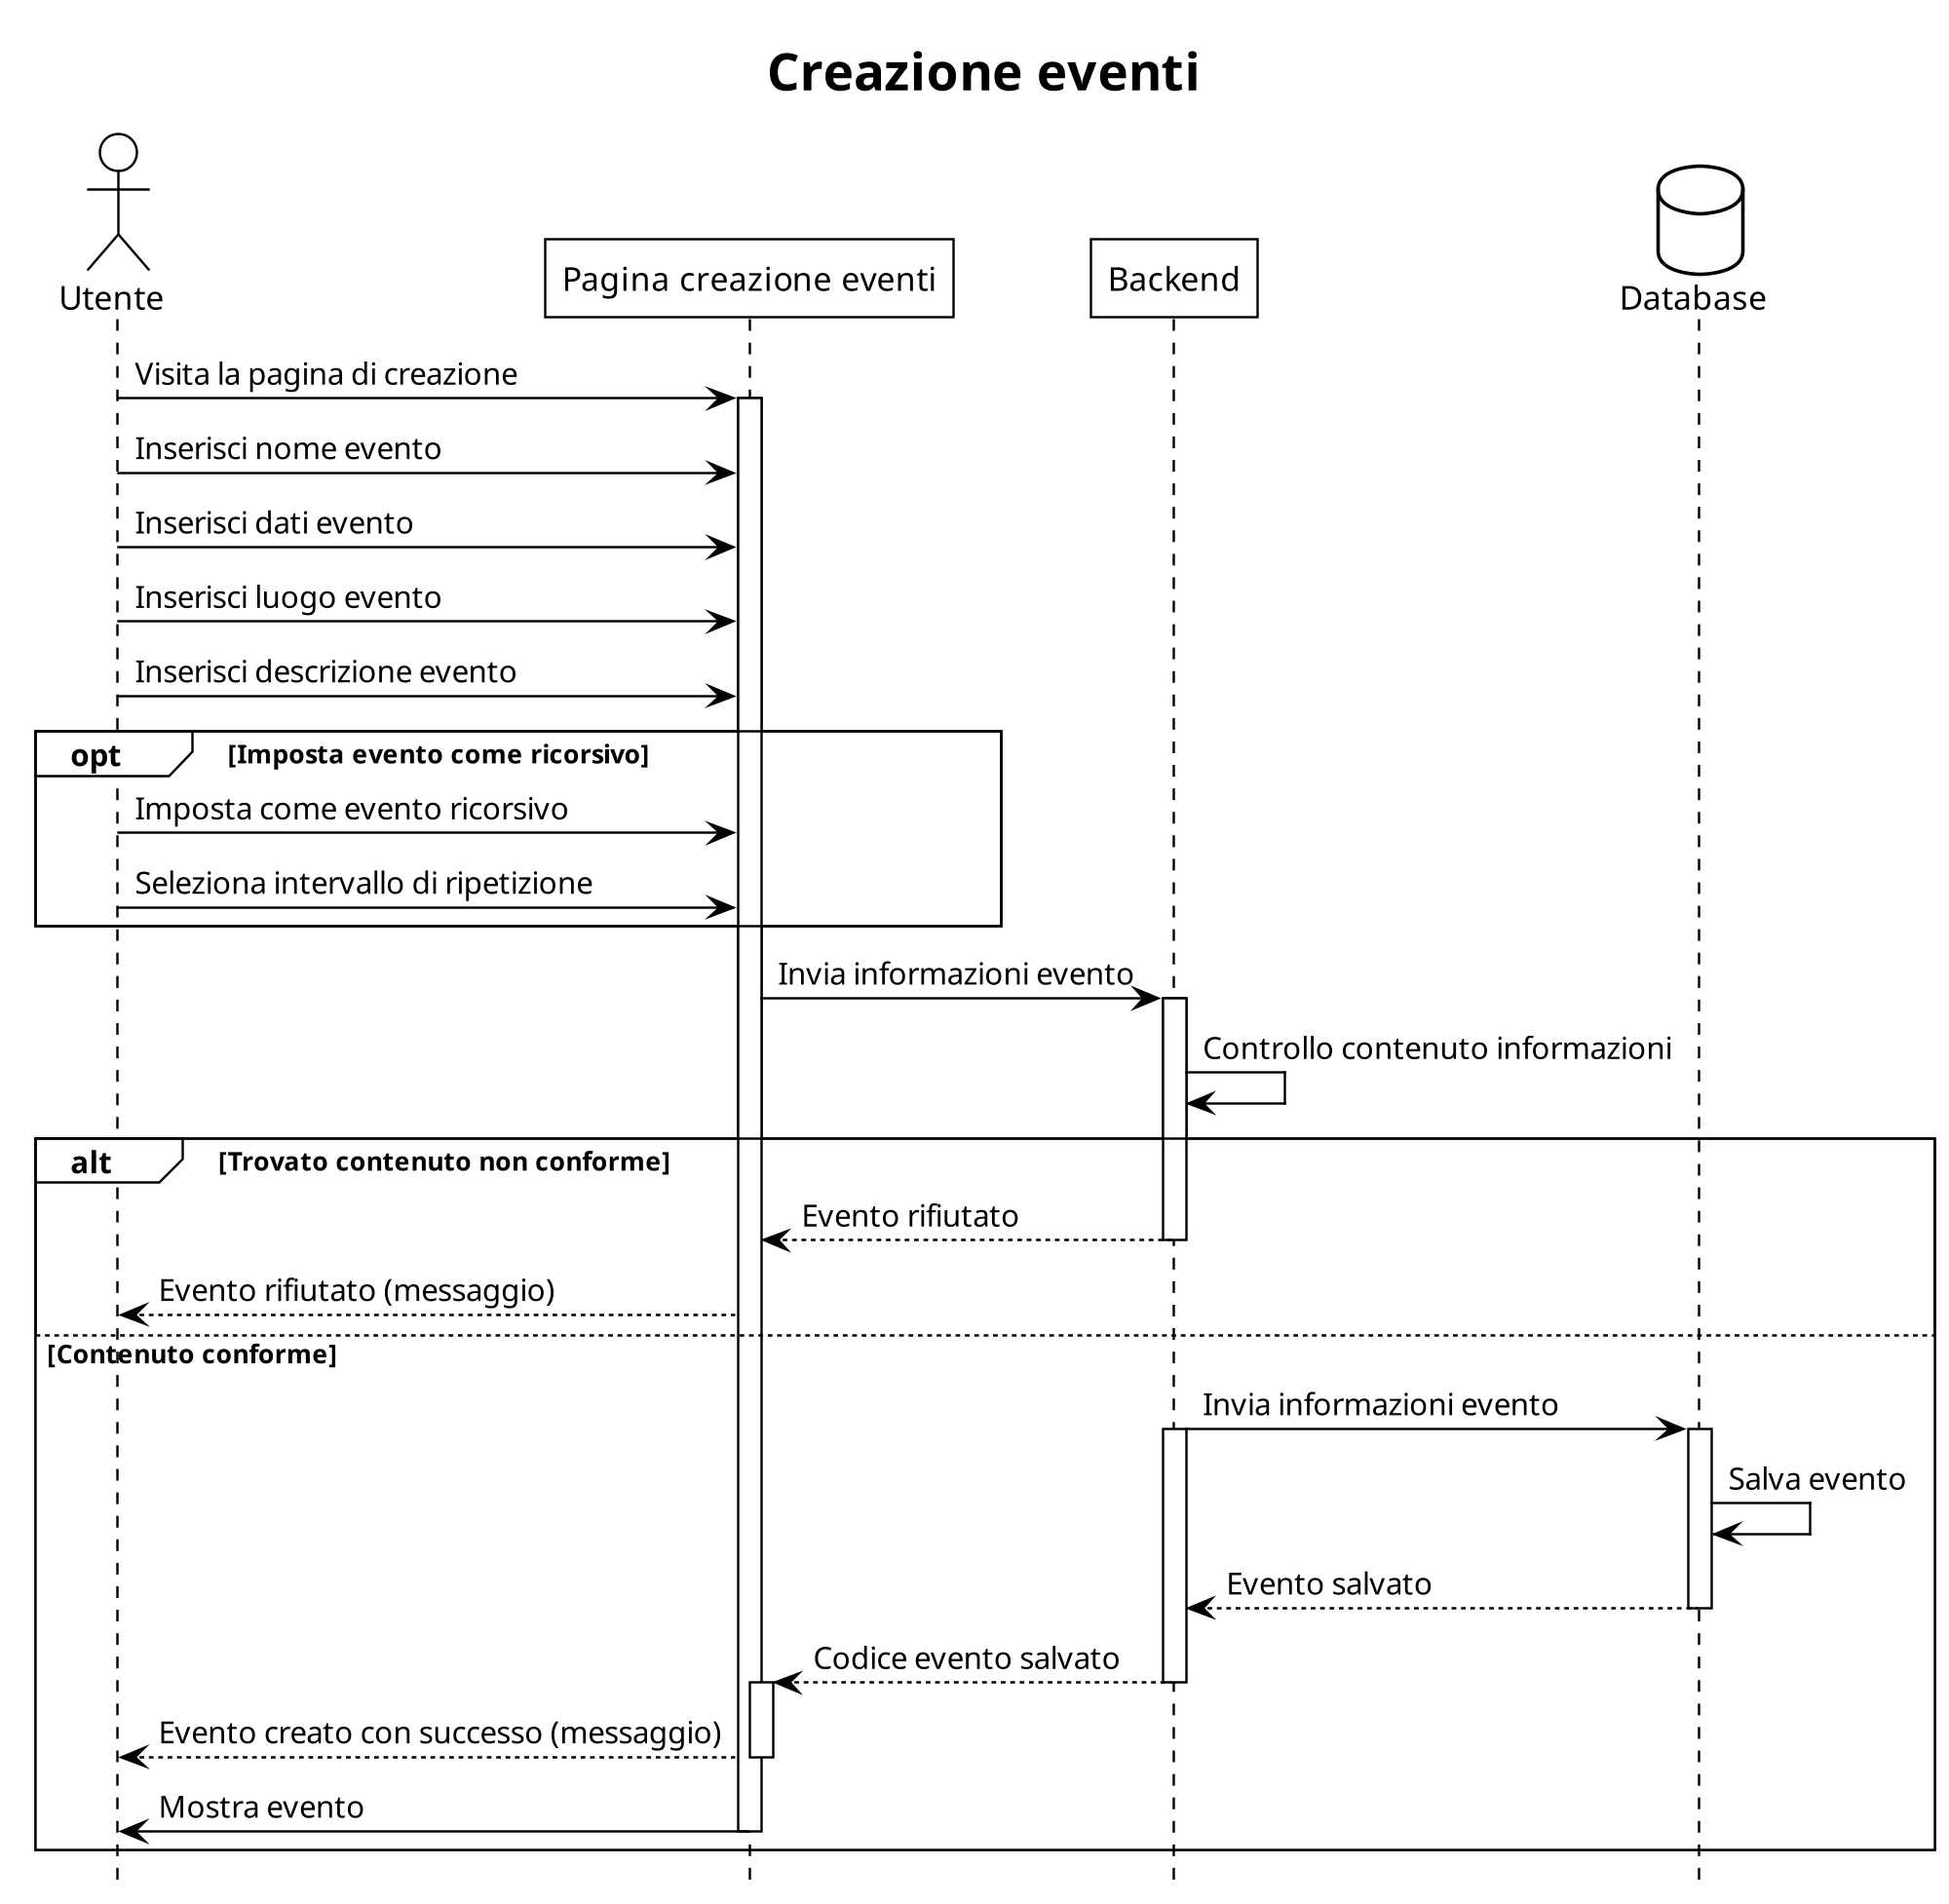 Creazione eventi
Utente
Pagina creazione eventi
Backend
Database
Visita la pagina di creazione
Inserisci nome evento
Inserisci dati evento
Inserisci luogo evento
Inserisci descrizione evento
opt
[Imposta evento come ricorsivo]
Imposta come evento ricorsivo
Seleziona intervallo di ripetizione
Invia informazioni evento
Controllo contenuto informazioni
alt
[Trovato contenuto non conforme]
Evento rifiutato
Evento rifiutato (messaggio)
[Contenuto conforme]
Invia informazioni evento
Salva evento
Evento salvato
Codice evento salvato
Evento creato con successo (messaggio)
Mostra evento